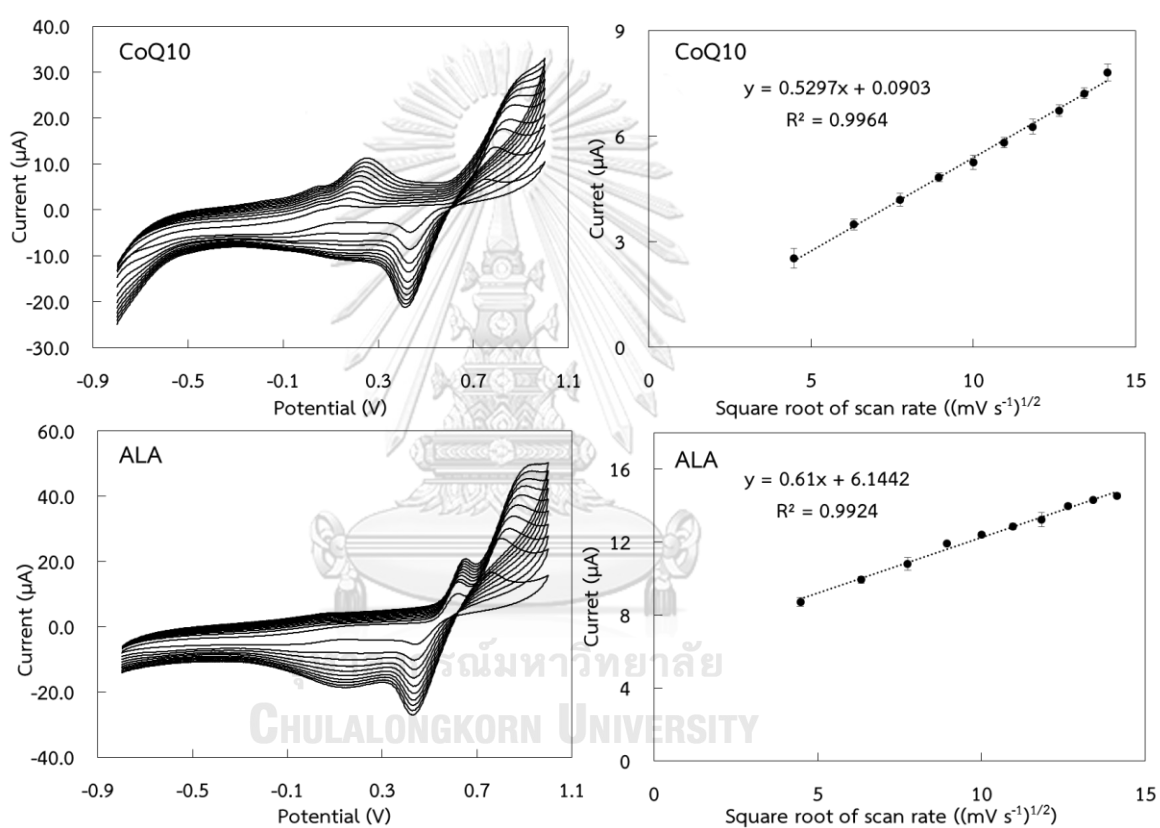 CoQ10
40.0
30.0
20.0
10.0
0.0
-10.0
-20.0
-30.0
Current (µA)
-0.9 -0.5 -0.1 0.3 0.7 1.1
Potential (V)
CoQ10
y = 0.5297x + 0.0903
R² = 0.9964
9
6
3
0
Curret (µA)
0 5 10 15
Square root of scan rate ((mV s⁻¹)¹/²
ALA
60.0
40.0
20.0
0.0
-20.0
-40.0
Current (µA)
-0.9 -0.5 -0.1 0.3 0.7 1.1
Potential (V)
ALA
y = 0.61x + 6.1442
R² = 0.9924
16
12
8
4
0
Curret (µA)
0 5 10 15
Square root of scan rate ((mV s⁻¹)¹/²)
จุฬาลงกรณ์มหาวิทยาลัย
CHULALONGKORN UNIVERSITY